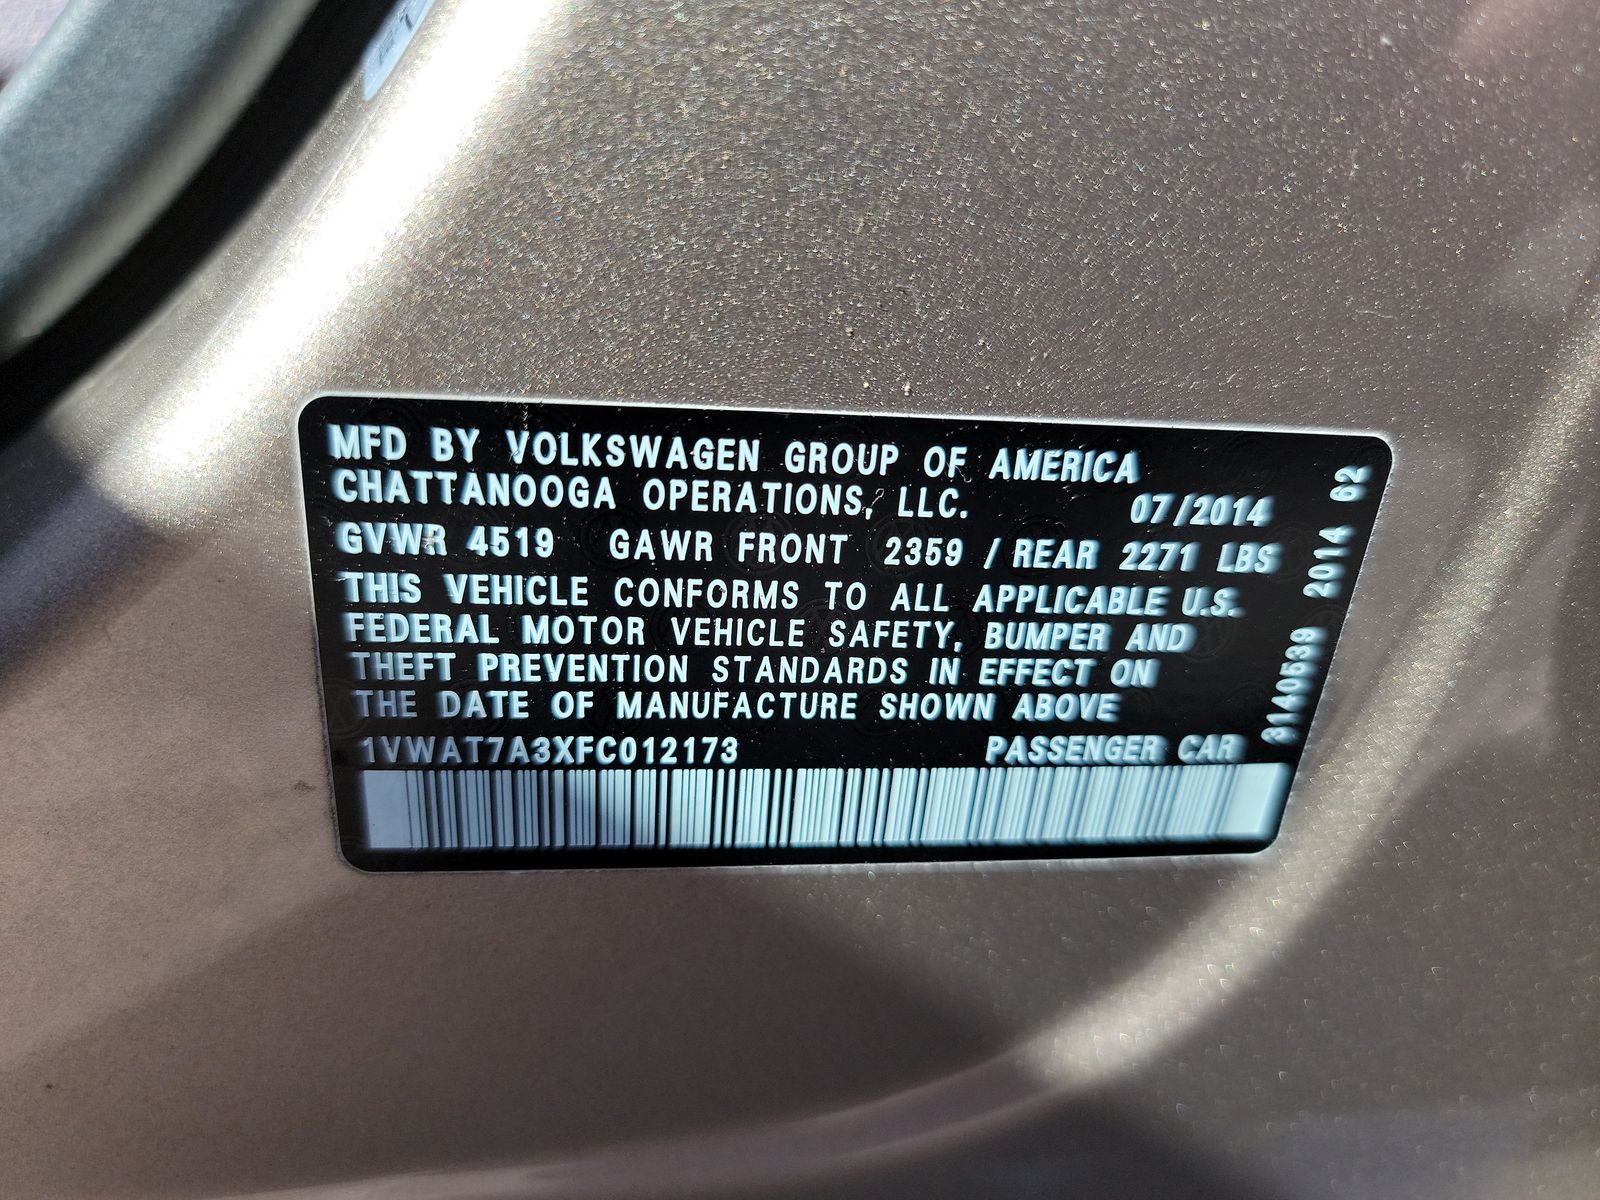 MFD BY VOLKSWAGEN GROUP OF AMERICA
CHATTANOOGA OPERATIONS, LLC. 07/2014
GVWR 4519 GAWR FRONT 2359 / REAR 2271 LBS
THIS VEHICLE CONFORMS TO ALL APPLICABLE U.S.
FEDERAL MOTOR VEHICLE SAFETY, BUMPER AND
THEFT PREVENTION STANDARDS IN EFFECT ON
THE DATE OF MANUFACTURE SHOWN ABOVE
1VWAT7A3XFC012173 PASSENGER CAR
3140539 2014 62